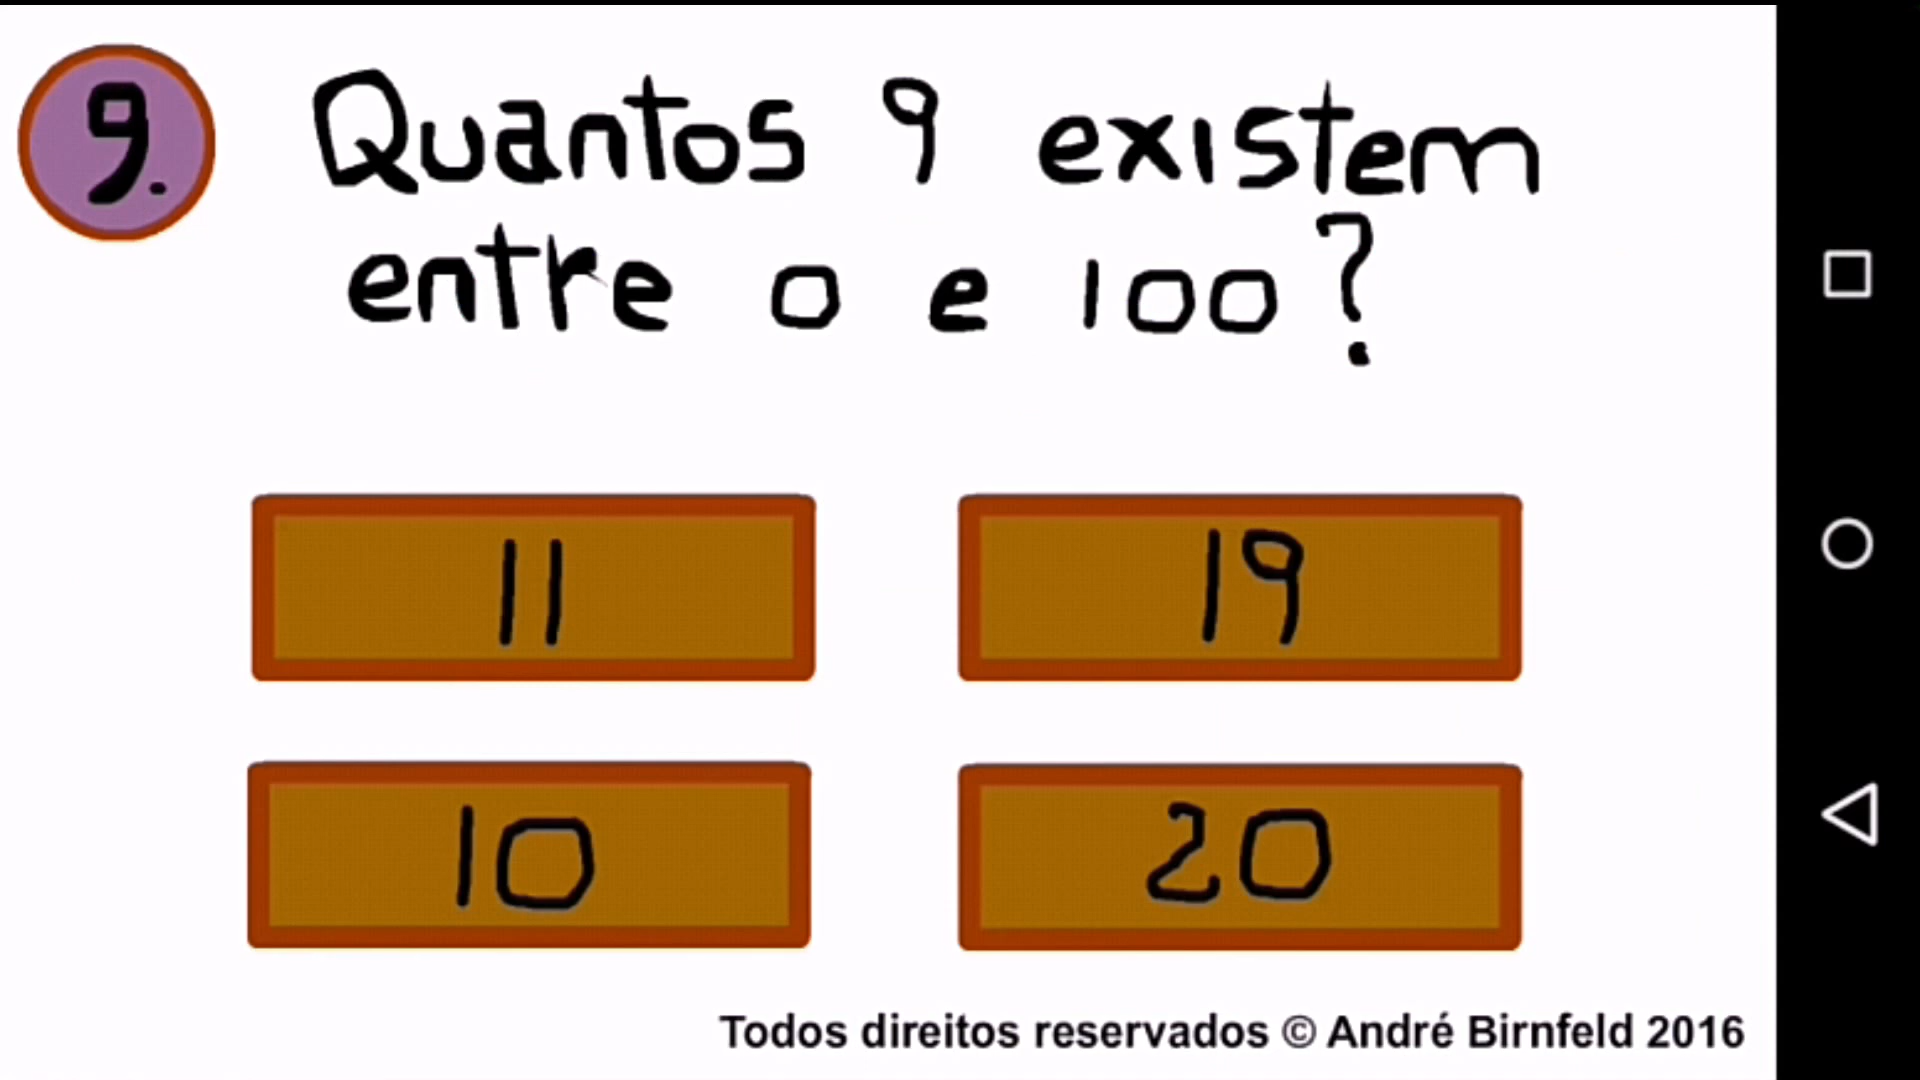 9.
Quantos 9 existem
entre 0 e 100?
11
19
10
20
Todos direitos reservados © André Birnfeld 2016